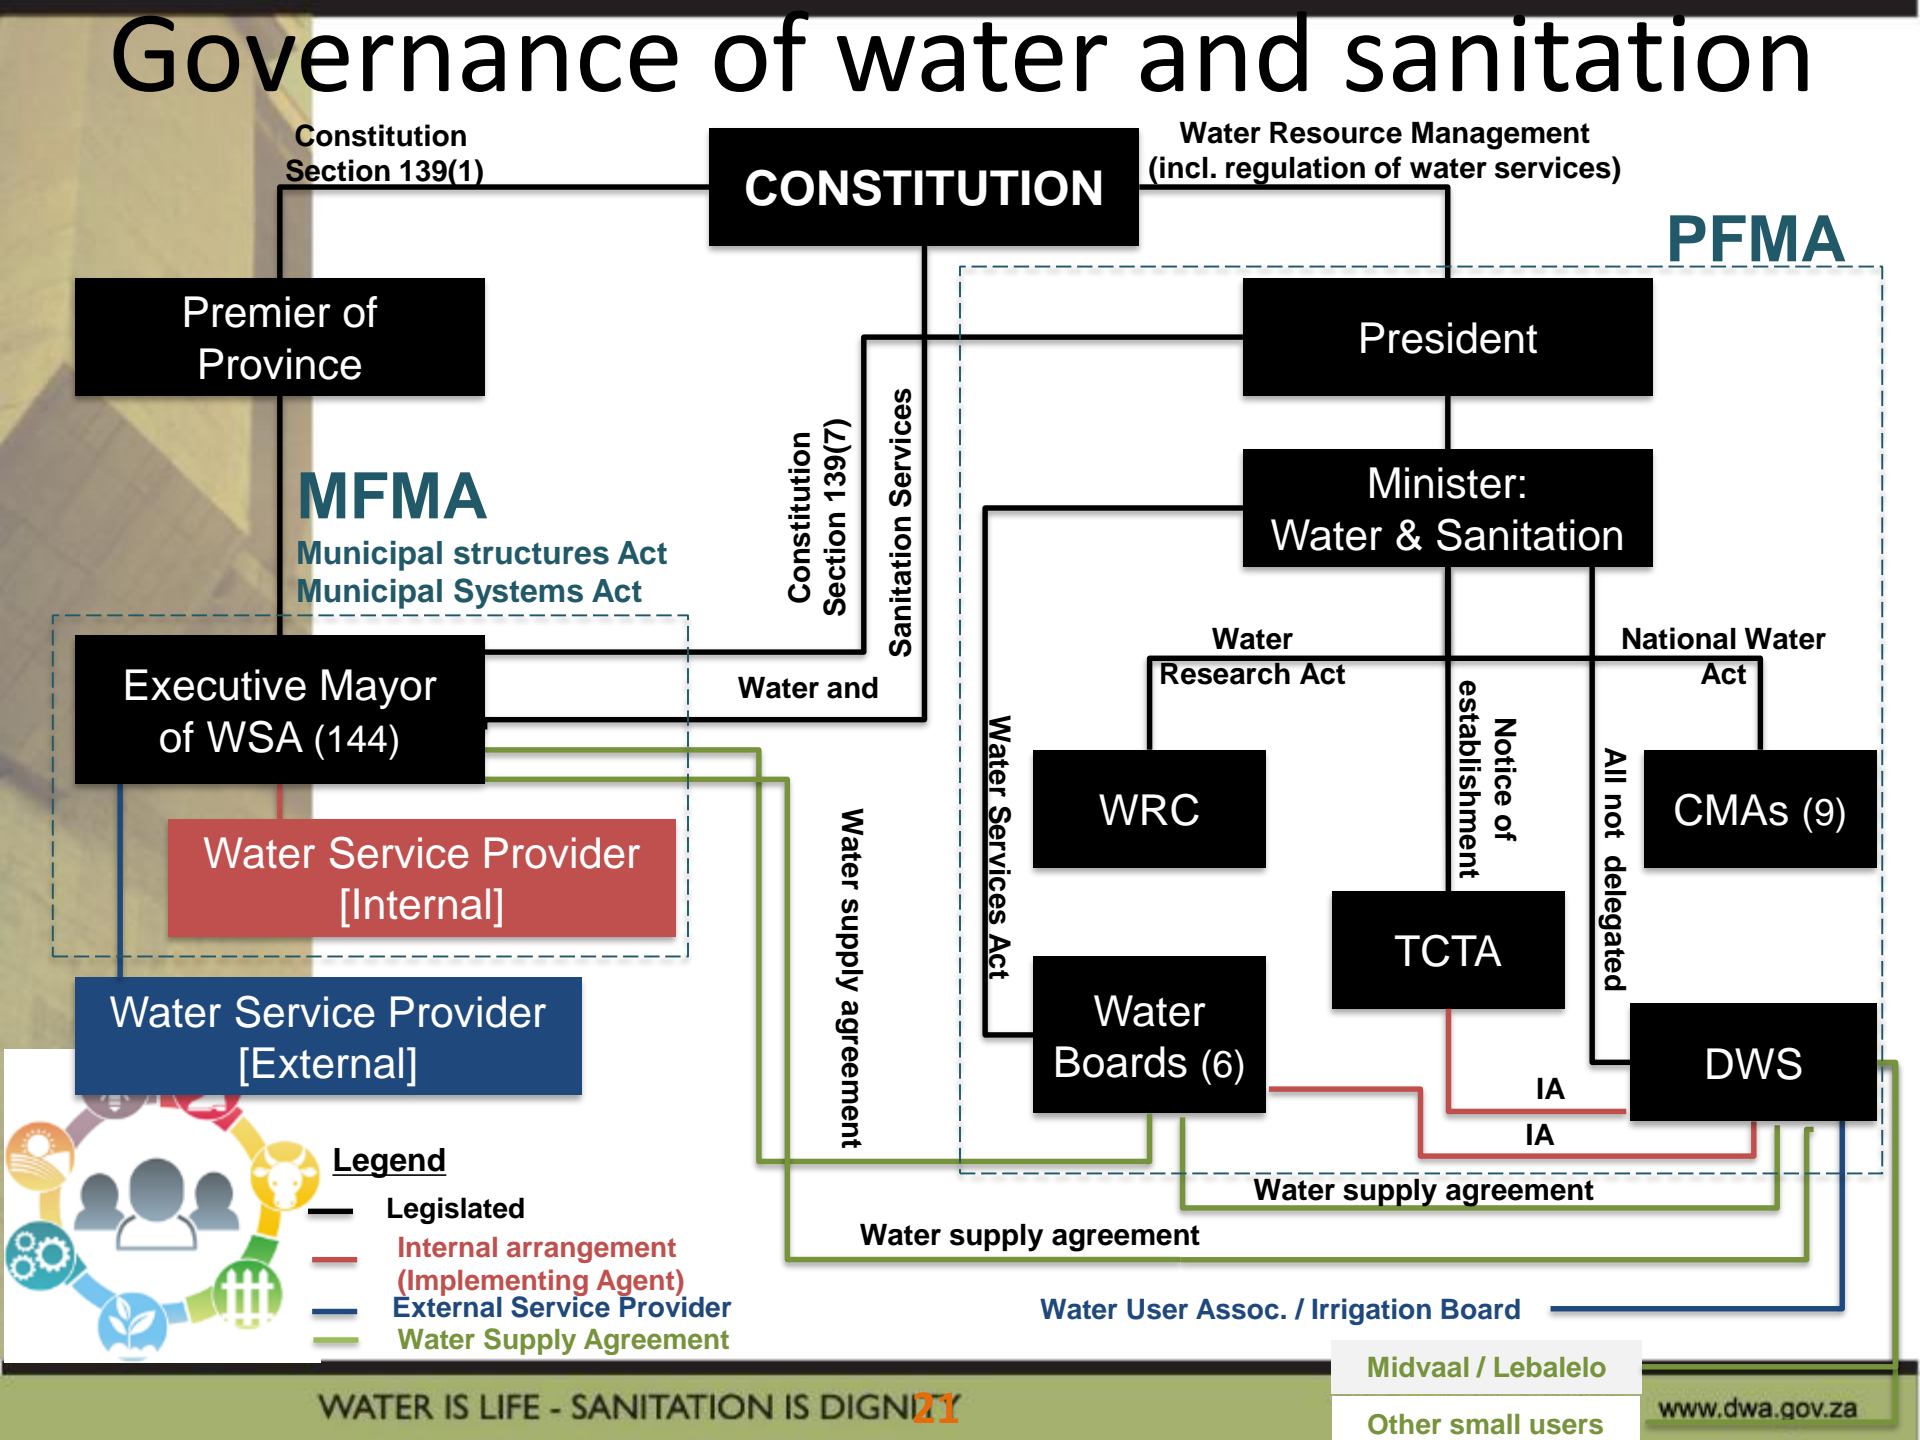 Governance of water and sanitation
Constitution
Section 139(1)
CONSTITUTION
Water Resource Management
(incl. regulation of water services)
PFMA
Premier of
Province
President
Constitution
Section 139(7)
Sanitation Services
Water and
MFMA
Municipal structures Act
Municipal Systems Act
Minister:
Water & Sanitation
Executive Mayor
of WSA (144)
Water
Research Act
National Water
Act
Notice of
establishment
All not delegated
Water Services Act
WRC
CMAs (9)
Water Service Provider
[Internal]
Water supply agreement
TCTA
Water
Boards (6)
DWS
Water Service Provider
[External]
IA
IA
Legend
Legislated
Internal arrangement
(Implementing Agent)
External Service Provider
Water Supply Agreement
Water supply agreement
Water supply agreement
Water User Assoc. / Irrigation Board
Midvaal / Lebalelo
Other small users
WATER IS LIFE - SANITATION IS DIGNITY
21
www.dwa.gov.za